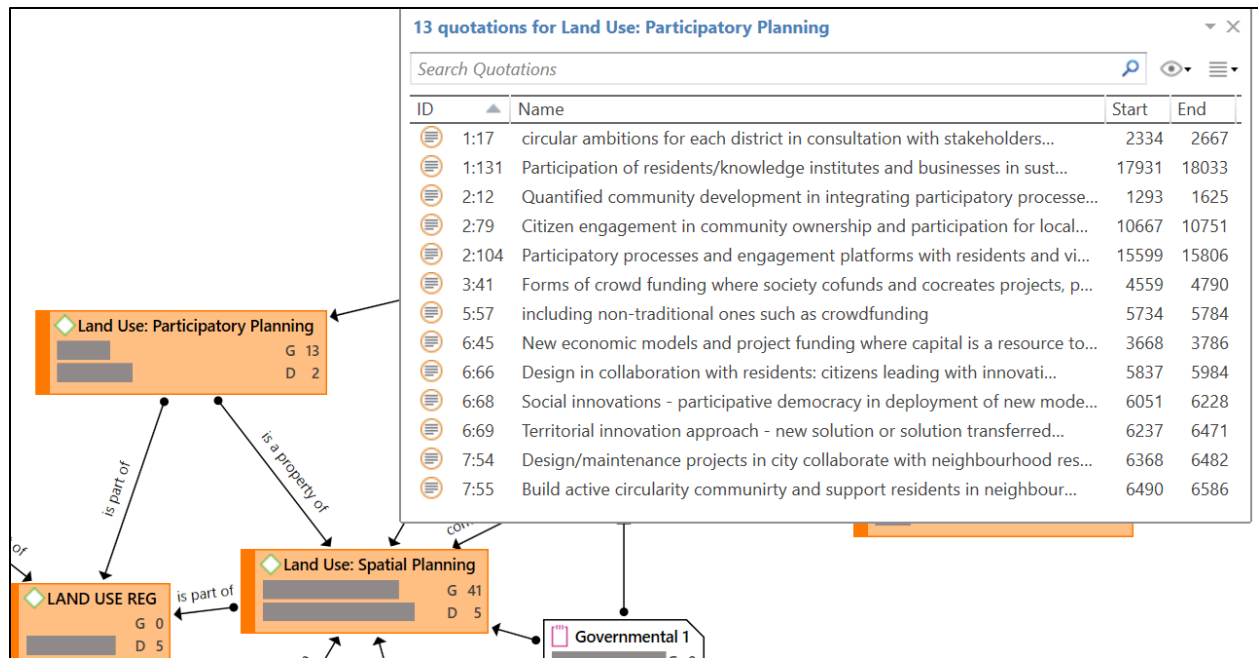 13 quotations for Land Use: Participatory Planning
Search Quotations
ID Name Start End
1:17 circular ambitions for each district in consultation with stakeholders... 2334 2667
1:131 Participation of residents/knowledge institutes and businesses in sust... 17931 18033
2:12 Quantified community development in integrating participatory processe... 1293 1625
2:79 Citizen engagement in community ownership and participation for local... 10667 10751
2:104 Participatory processes and engagement platforms with residents and vi... 15599 15806
3:41 Forms of crowd funding where society cofunds and cocreates projects, p... 4559 4790
5:57 including non-traditional ones such as crowdfunding 5734 5784
6:45 New economic models and project funding where capital is a resource to... 3668 3786
6:66 Design in collaboration with residents: citizens leading with innovati... 5837 5984
6:68 Social innovations - participative democracy in deployment of new mode... 6051 6228
6:69 Territorial innovation approach - new solution or solution transferred... 6237 6471
7:54 Design/maintenance projects in city collaborate with neighbourhood res... 6368 6482
7:55 Build active circularity communirty and support residents in neighbour... 6490 6586
Land Use: Participatory Planning
G 13
D 2
is part of
is a property of
of
Land Use: Spatial Planning
G 41
D 5
is part of
LAND USE REG
G 0
D 5
Governmental 1